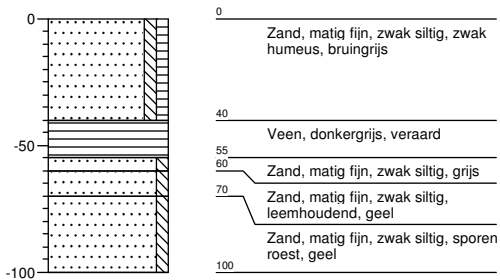 0
0
Zand, matig fijn, zwak siltig, zwak
humeus, bruingrijs
40
Veen, donkergrijs, veraard
-50
55
60
Zand, matig fijn, zwak siltig, grijs
70
Zand, matig fijn, zwak siltig,
leemhoudend, geel
Zand, matig fijn, zwak siltig, sporen
roest, geel
-100
100